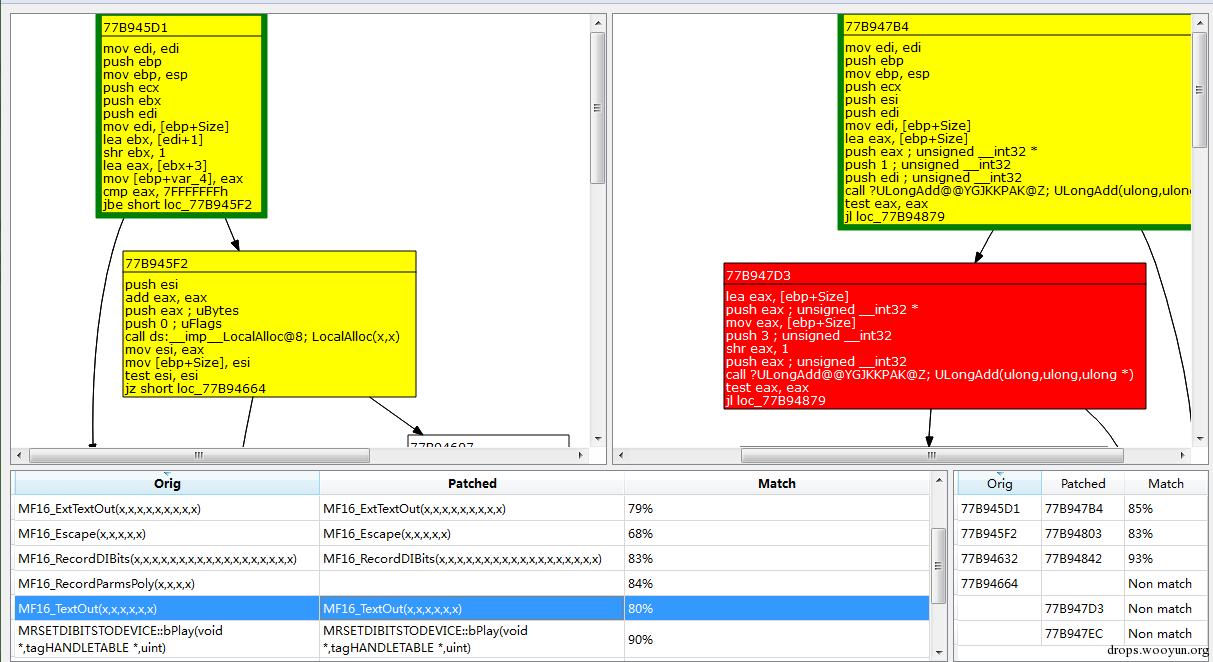 77B945D1
mov edi, edi
push ebp
mov ebp, esp
push ecx
push ebx
push edi
mov edi, [ebp+Size]
lea ebx, [edi+1]
shr ebx, 1
lea eax, [ebx+3]
mov [ebp+var_4], eax
cmp eax, 7FFFFFFFh
jbe short loc_77B945F2
77B945F2
push esi
add eax, eax
push eax ; uBytes
push 0 ; uFlags
call ds:__imp__LocalAlloc@8; LocalAlloc(x,x)
mov esi, eax
mov [ebp+Size], esi
test esi, esi
jz short loc_77B94664
77B947B4
mov edi, edi
push ebp
mov ebp, esp
push ecx
push esi
push edi
mov edi, [ebp+Size]
lea eax, [ebp+Size]
push eax ; unsigned __int32 *
push 1 ; unsigned __int32
push edi ; unsigned __int32
call ?ULongAdd@@YGJKKPAK@Z; ULongAdd(ulong,ulon
test eax, eax
jl loc_77B94879
77B947D3
lea eax, [ebp+Size]
push eax ; unsigned __int32 *
mov eax, [ebp+Size]
push 3 ; unsigned __int32
shr eax, 1
push eax ; unsigned __int32
call ?ULongAdd@@YGJKKPAK@Z; ULongAdd(ulong,ulong,ulong *)
test eax, eax
jl loc_77B94879
Orig Patched Match
MF16_ExtTextOut(x,x,x,x,x,x,x,x,x) MF16_ExtTextOut(x,x,x,x,x,x,x,x,x) 79%
MF16_Escape(x,x,x,x,x) MF16_Escape(x,x,x,x,x) 68%
MF16_RecordDIBits(x,x,x,x,x,x,x,x,x,x,x,x,x,x,x,x,x,x) MF16_RecordDIBits(x,x,x,x,x,x,x,x,x,x,x,x,x,x,x,x,x,x) 83%
MF16_RecordParmsPoly(x,x,x,x) 84%
MF16_TextOut(x,x,x,x,x,x) MF16_TextOut(x,x,x,x,x,x) 80%
MRSETDIBITSTODEVICE::bPlay(void MRSETDIBITSTODEVICE::bPlay(void 90%
*,tagHANDLETABLE *,uint) *,tagHANDLETABLE *,uint)
Orig Patched Match
77B945D1 77B947B4 85%
77B945F2 77B94803 83%
77B94632 77B94842 93%
77B94664 Non match
77B947D3 Non match
77B947EC Non match
drops.wooyun.org